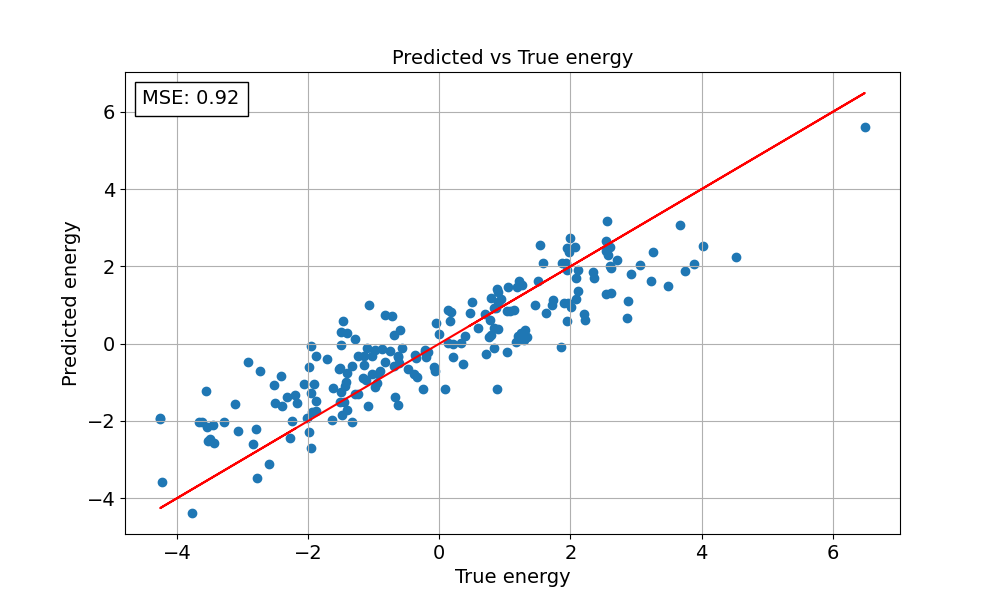 Predicted vs True energy
MSE: 0.92
6
4
2
0
−2
−4
Predicted energy
−4 −2 0 2 4 6
True energy